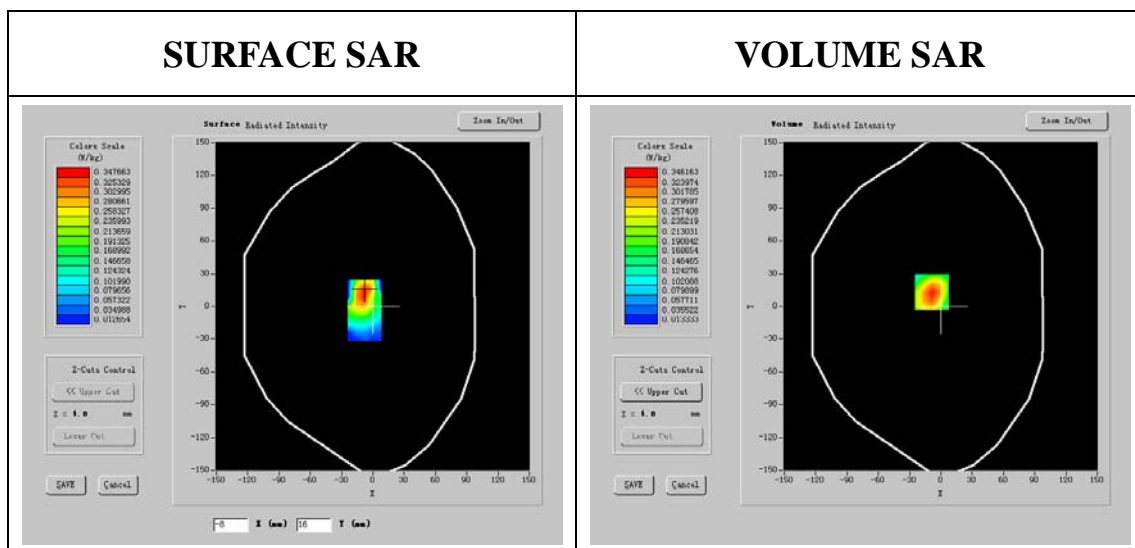 SURFACE SAR
VOLUME SAR
Surface Radiated Intensity
Zoom In/Out
Colors Scale
(W/kg)
0.347663
0.325329
0.302995
0.280661
0.258327
0.235993
0.213659
0.191325
0.168992
0.146658
0.124324
0.101990
0.079656
0.057322
0.034988
0.012654
150
120
90
60
30
0
-30
-60
-90
-120
-150
Y
-150 -120 -90 -60 -30 0 30 60 90 120 150
X
Z-Cuts Control
<< Upper Cut
Z = 4.0 mm
Lower Cut
SAVE
Cancel
-8 X (mm) 16 Y (mm)
Volume Radiated Intensity
Zoom In/Out
Colors Scale
(W/kg)
0.346163
0.323974
0.301785
0.279597
0.257408
0.235219
0.213031
0.190842
0.168654
0.146465
0.124276
0.102088
0.079899
0.057711
0.035522
0.013333
150
120
90
60
30
0
-30
-60
-90
-120
-150
Y
-150 -120 -90 -60 -30 0 30 60 90 120 150
X
Z-Cuts Control
<< Upper Cut
Z = 4.0 mm
Lower Cut
SAVE
Cancel